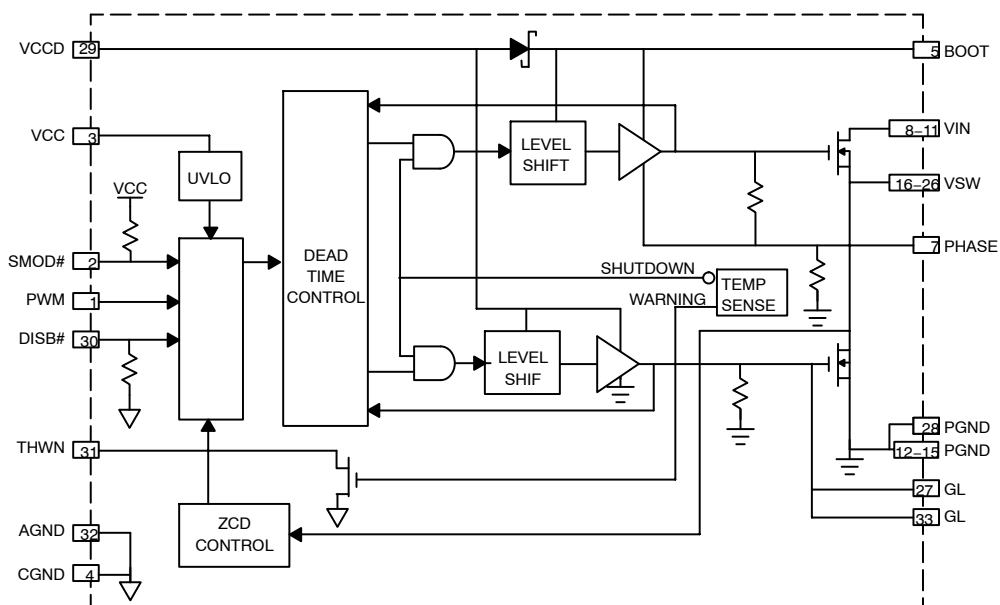 VCCD 29
5 BOOT
VCC 3
8–11 VIN
LEVEL
SHIFT
UVLO
VCC
16–26 VSW
DEAD
TIME
CONTROL
7 PHASE
SMOD# 2
SHUTDOWN
TEMP
SENSE
PWM 1
WARNING
DISB# 30
LEVEL
SHIF
THWN 31
28 PGND
12–15 PGND
27 GL
ZCD
CONTROL
33 GL
AGND 32
CGND 4